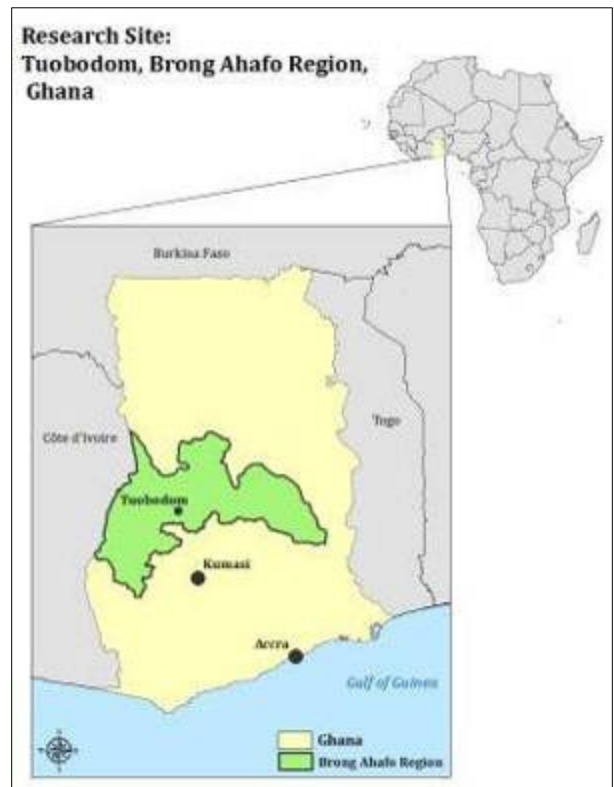 Research Site:
Tuobodom, Brong Ahafo Region,
Ghana
Burkina Faso
Côte d'Ivoire
Togo
Tuobodom
Kumasi
Accra
Gulf of Guinea
Ghana
Brong Ahafo Region